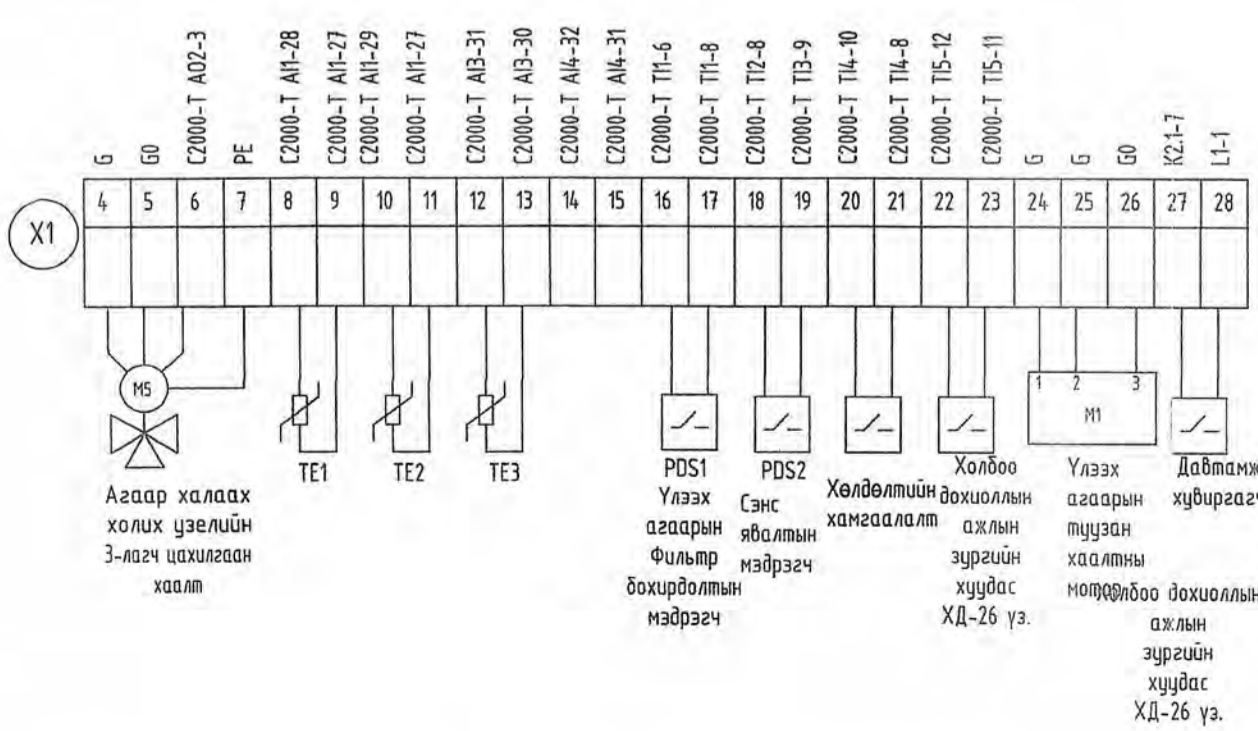 G
G0
C2000-T AO2-3
PE
C2000-T AI1-28
C2000-T AI1-27
C2000-T AI1-29
C2000-T AI1-27
C2000-T AI3-31
C2000-T AI3-30
C2000-T AI4-32
C2000-T AI4-31
C2000-T TI1-6
C2000-T TI1-8
C2000-T TI2-8
C2000-T TI3-9
C2000-T TI4-10
C2000-T TI4-8
C2000-T TI5-12
C2000-T TI5-11
G
G
G0
K2.1-7
L1-1
X1
4 5 6 7 8 9 10 11 12 13 14 15 16 17 18 19 20 21 22 23 24 25 26 27 28
M5
1 2 3
M1
TE1
TE2
TE3
Агаар халаах
холих узелийн
3-лагч цахилгаан
хаалт
PDS1
Үлээх
агаарын
Фильтр
бохирдолтын
мэдрэгч
PDS2
Сэнс
явалтын
мэдрэгч
Хөлдөлтийн
хамгаалалт
Холбоо
дохиоллын
ажлын
зургийн
хуудас
ХД-26 үз.
Үлээх
агаарын
туузан
хаалтны
мотор
Давтамж
хувиргагч
Холбоо дохиоллын
ажлын
зургийн
хуудас
ХД-26 үз.